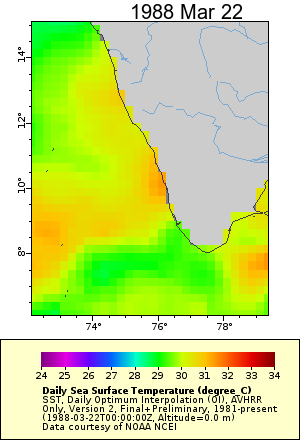 1988 Mar 22
14°
12°
10°
8°
74°
76°
78°
24 25 26 27 28 29 30 31 32 33 34
Daily Sea Surface Temperature (degree_C)
SST, Daily Optimum Interpolation (OI), AVHRR
Only, Version 2, Final+Preliminary, 1981-present
(1988-03-22T00:00:00Z, Altitude=0.0 m)
Data courtesy of NOAA NCEI